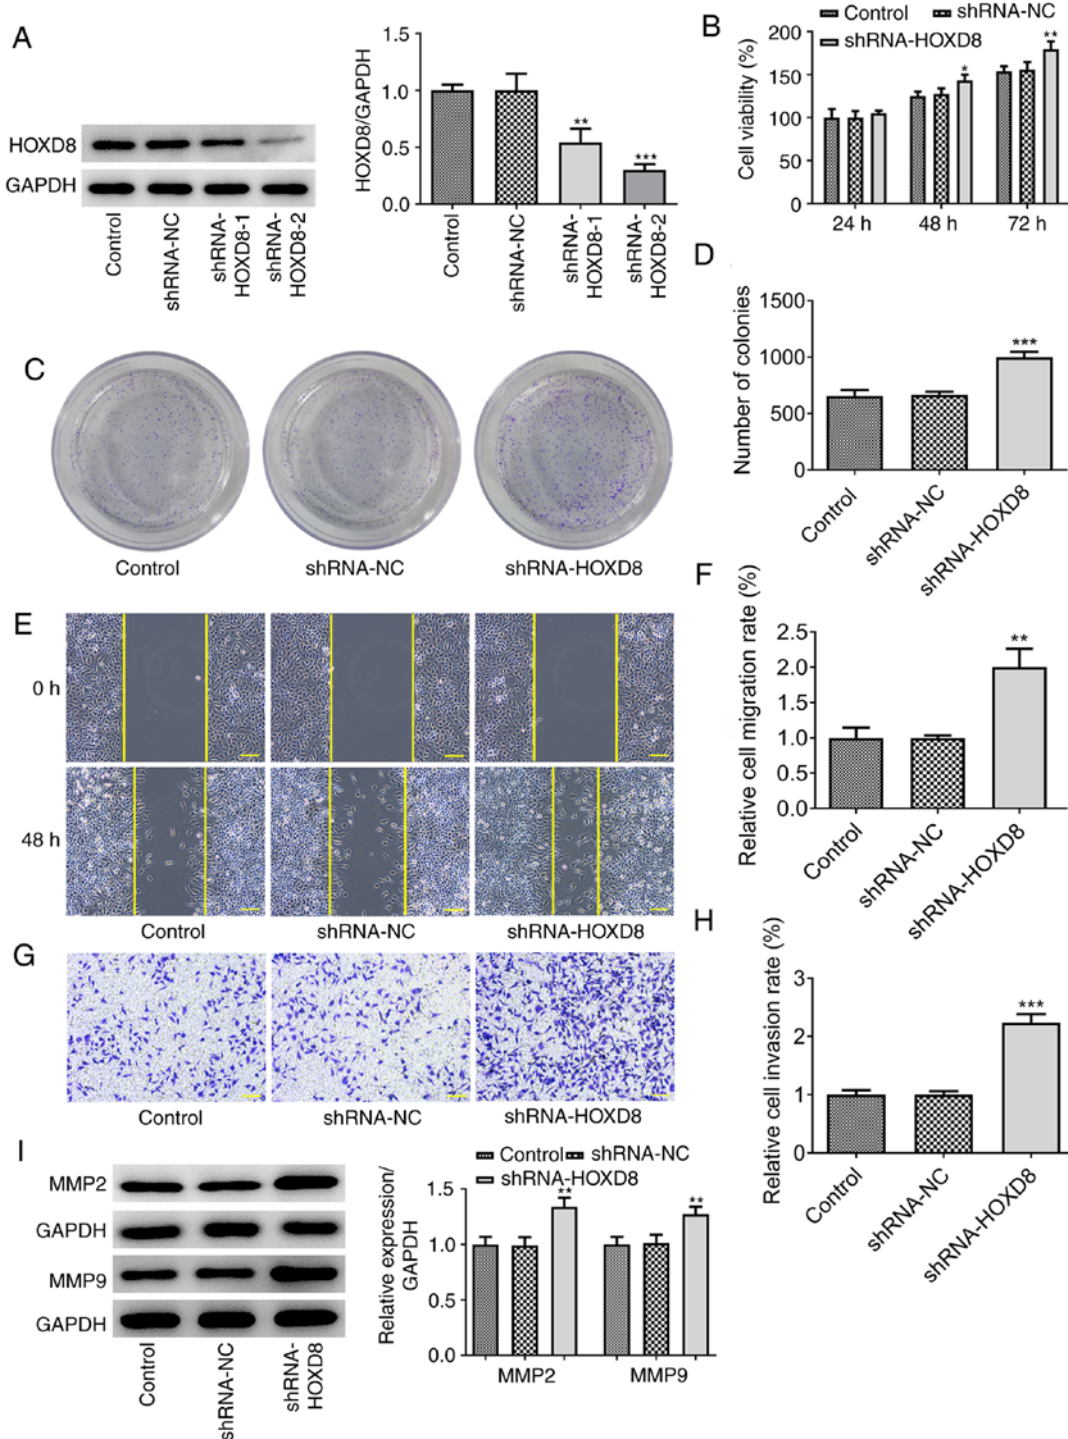 A
HOXD8
GAPDH
Control
shRNA-NC
shRNA-
HOXD8-1
shRNA-
HOXD8-2
HOXD8/GAPDH
1.5
1.0
0.5
0.0
**
***
Control
shRNA-NC
shRNA-
HOXD8-1
shRNA-
HOXD8-2
B
Control
shRNA-NC
shRNA-HOXD8
Cell viability (%)
200
150
100
50
0
*
**
24 h
48 h
72 h
C
Control
shRNA-NC
shRNA-HOXD8
D
Number of colonies
1500
1000
500
0
***
Control
shRNA-NC
shRNA-HOXD8
E
0 h
48 h
Control
shRNA-NC
shRNA-HOXD8
F
Relative cell migration rate (%)
2.5
2.0
1.5
1.0
0.5
0.0
**
Control
shRNA-NC
shRNA-HOXD8
G
Control
shRNA-NC
shRNA-HOXD8
H
Relative cell invasion rate (%)
3
2
1
0
***
Control
shRNA-NC
shRNA-HOXD8
I
MMP2
GAPDH
MMP9
GAPDH
Control
shRNA-NC
shRNA-
HOXD8
Control
shRNA-NC
shRNA-HOXD8
Relative expression/
GAPDH
1.5
1.0
0.5
0.0
**
**
MMP2
MMP9